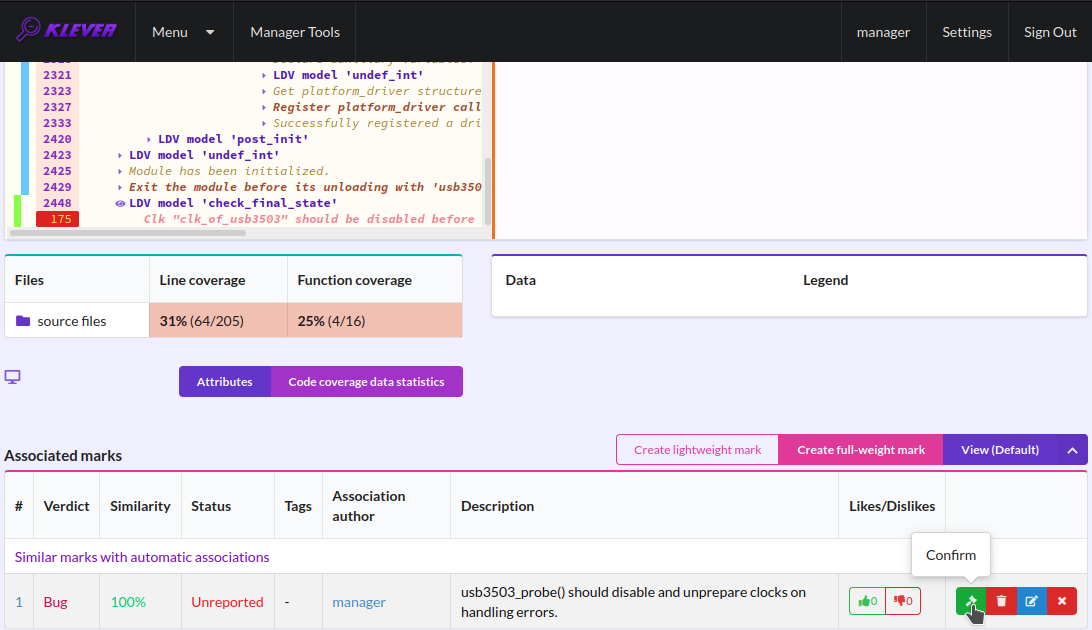 KLEVER Menu Manager Tools manager Settings Sign Out
2321 LDV model 'undef_int'
2323 Get platform_driver structure
2327 Register platform_driver call
2333 Successfully registered a dri
2420 LDV model 'post_init'
2423 LDV model 'undef_int'
2425 Module has been initialized.
2429 Exit the module before its unloading with 'usb350
2448 LDV model 'check_final_state'
175 Clk "clk_of_usb3503" should be disabled before
Files Line coverage Function coverage
source files 31% (64/205) 25% (4/16)
Data Legend
Attributes Code coverage data statistics
Associated marks Create lightweight mark Create full-weight mark View (Default)
# Verdict Similarity Status Tags Association author Description Likes/Dislikes
Confirm
Similar marks with automatic associations
1 Bug 100% Unreported - manager usb3503_probe() should disable and unprepare clocks on
handling errors.
0 0